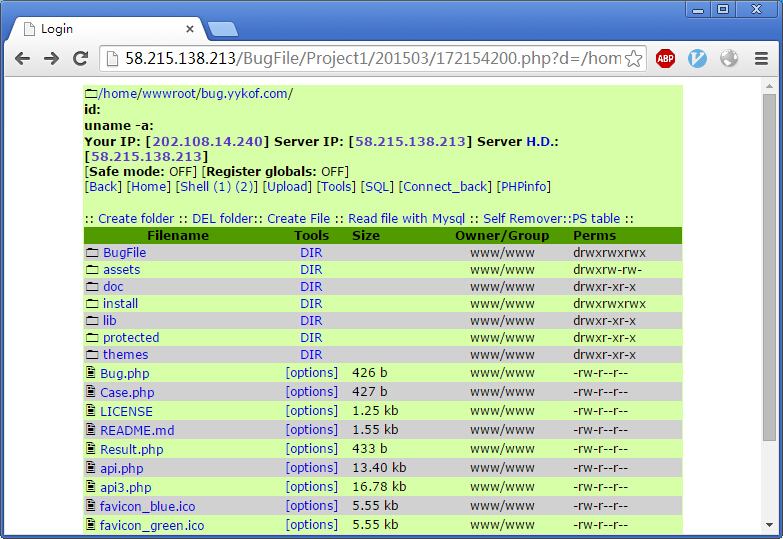 Login
58.215.138.213/BugFile/Project1/201503/172154200.php?d=/hom
ABP
/home/wwwroot/bug.yykof.com/
id:
uname -a:
Your IP: [202.108.14.240] Server IP: [58.215.138.213] Server H.D.:
[58.215.138.213]
[Safe mode: OFF] [Register globals: OFF]
[Back] [Home] [Shell (1) (2)] [Upload] [Tools] [SQL] [Connect_back] [PHPinfo]
:: Create folder :: DEL folder:: Create File :: Read file with Mysql :: Self Remover::PS table ::
Filename Tools Size Owner/Group Perms
BugFile DIR www/www drwxrwxrwx
assets DIR www/www drwxrw-rw-
doc DIR www/www drwxr-xr-x
install DIR www/www drwxrwxrwx
lib DIR www/www drwxr-xr-x
protected DIR www/www drwxr-xr-x
themes DIR www/www drwxr-xr-x
Bug.php [options] 426 b www/www -rw-r--r--
Case.php [options] 427 b www/www -rw-r--r--
LICENSE [options] 1.25 kb www/www -rw-r--r--
README.md [options] 1.55 kb www/www -rw-r--r--
Result.php [options] 433 b www/www -rw-r--r--
api.php [options] 13.40 kb www/www -rw-r--r--
api3.php [options] 16.78 kb www/www -rw-r--r--
favicon_blue.ico [options] 5.55 kb www/www -rw-r--r--
favicon_green.ico [options] 5.55 kb www/www -rw-r--r--